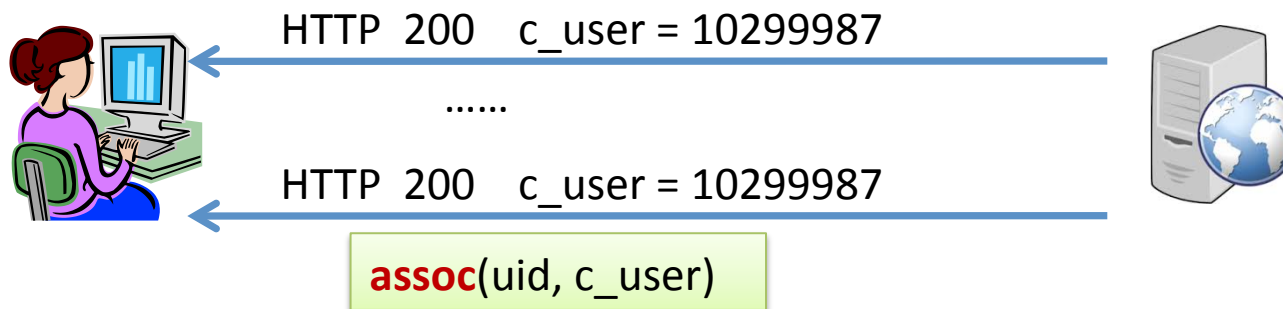 HTTP 200 c_user = 10299987
......
HTTP 200 c_user = 10299987
assoc(uid, c_user)